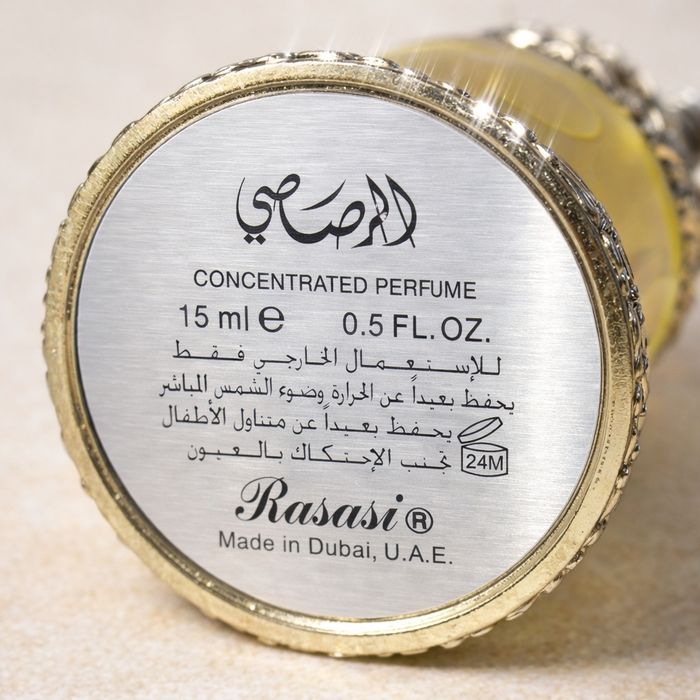 الرصاصي
CONCENTRATED PERFUME
15 ml ℮ 0.5 FL. OZ.
للإستعمال الخارجي فقط
يحفظ بعيداً عن الحرارة وضوء الشمس المباشر
يحفظ بعيداً عن متناول الأطفال
تجنب الإحتكاك بالعيون
24M
Rasasi ®
Made in Dubai, U.A.E.